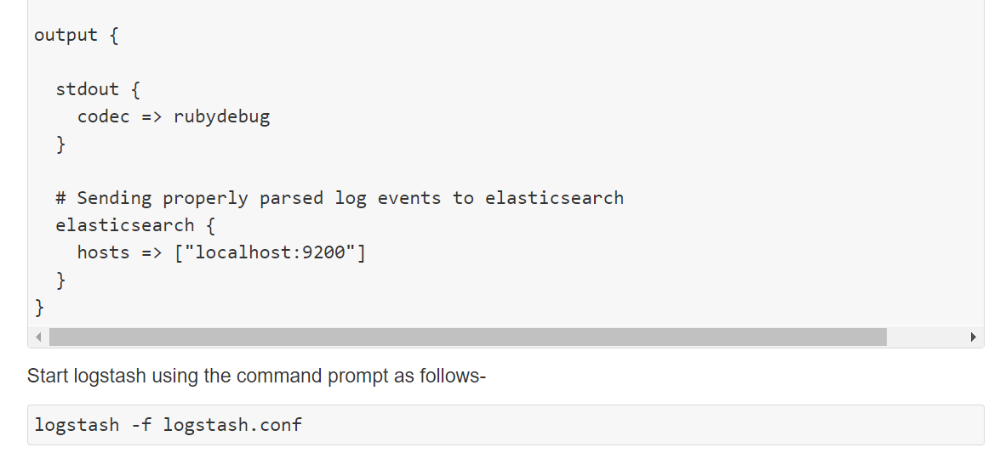 output {
stdout {
codec => rubydebug
}
# Sending properly parsed log events to elasticsearch
elasticsearch {
hosts => ["localhost:9200"]
}
}
Start logstash using the command prompt as follows-
logstash -f logstash.conf